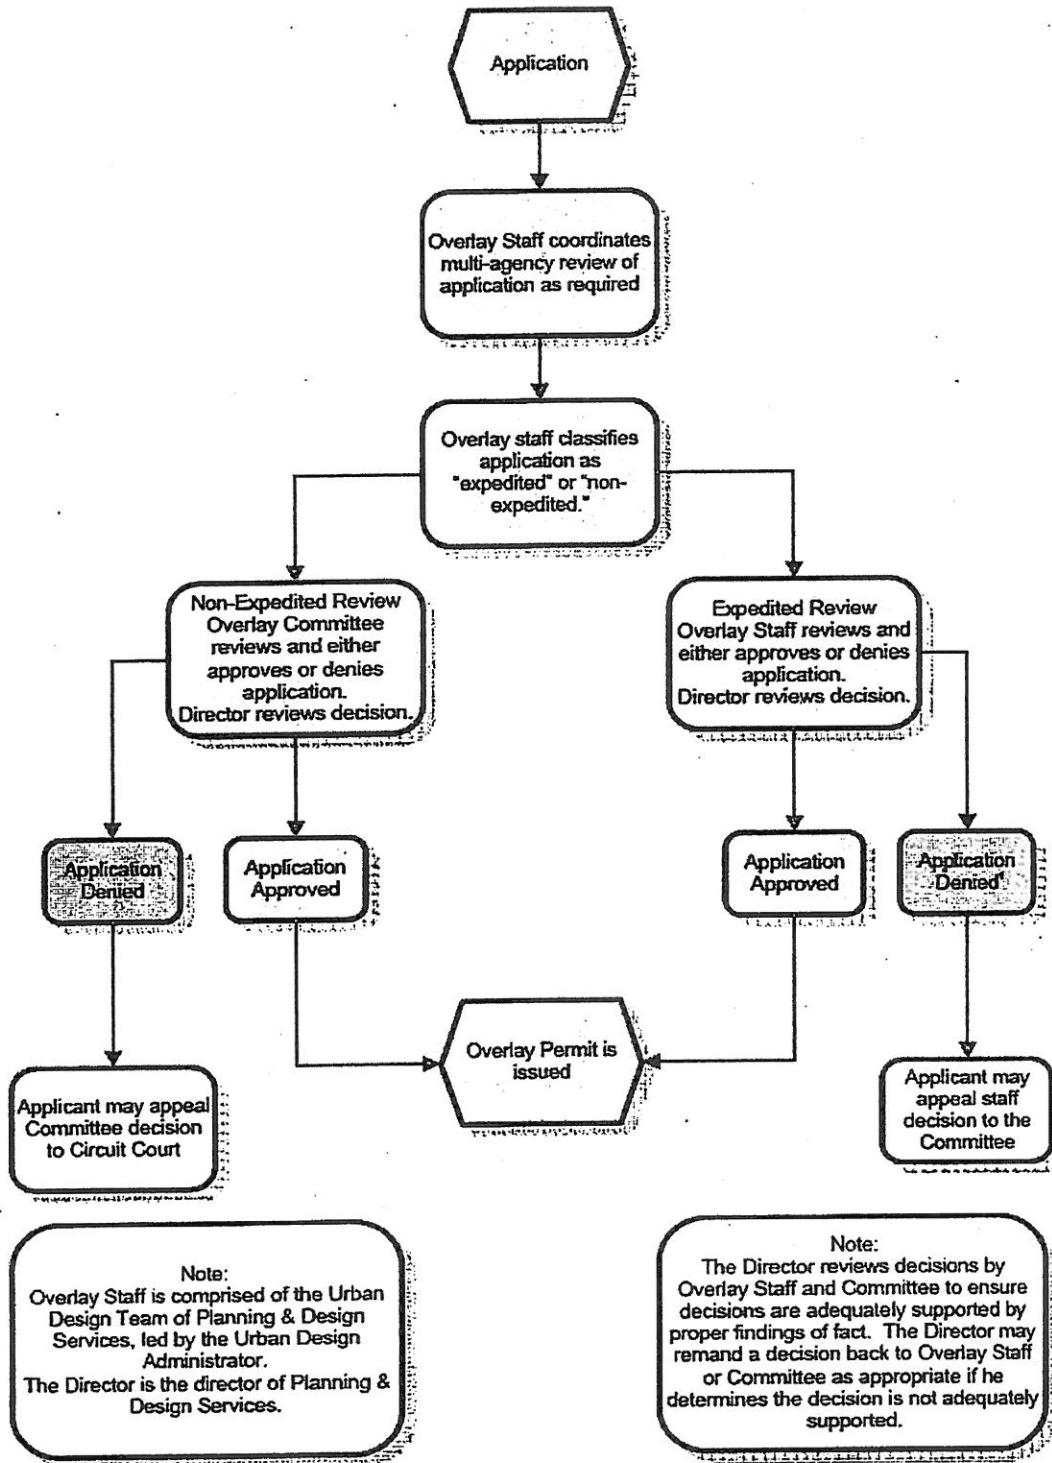 Application
Overlay Staff coordinates
multi-agency review of
application as required
Overlay staff classifies
application as
"expedited" or "non-
expedited."
Non-Expedited Review
Overlay Committee
reviews and either
approves or denies
application.
Director reviews decision.
Expedited Review
Overlay Staff reviews and
either approves or denies
application.
Director reviews decision.
Application
Denied
Application
Approved
Application
Approved
Application
Denied
Overlay Permit is
issued
Applicant may appeal
Committee decision
to Circuit Court
Applicant may
appeal staff
decision to the
Committee
Note:
Overlay Staff is comprised of the Urban
Design Team of Planning & Design
Services, led by the Urban Design
Administrator.
The Director is the director of Planning &
Design Services.
Note:
The Director reviews decisions by
Overlay Staff and Committee to ensure
decisions are adequately supported by
proper findings of fact. The Director may
remand a decision back to Overlay Staff
or Committee as appropriate if he
determines the decision is not adequately
supported.